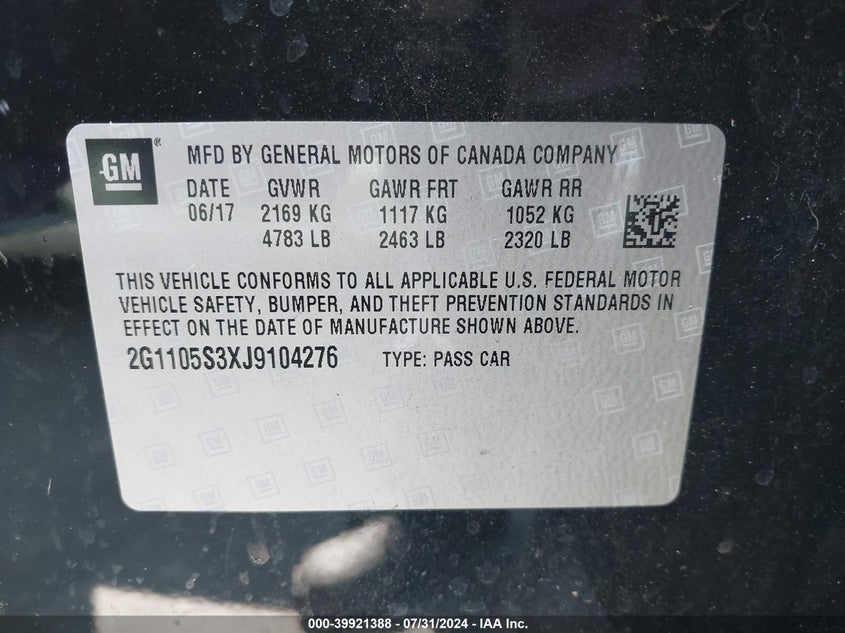 GM®
MFD BY GENERAL MOTORS OF CANADA COMPANY
DATE GVWR GAWR FRT GAWR RR
06/17 2169 KG 1117 KG 1052 KG
4783 LB 2463 LB 2320 LB
THIS VEHICLE CONFORMS TO ALL APPLICABLE U.S. FEDERAL MOTOR
VEHICLE SAFETY, BUMPER, AND THEFT PREVENTION STANDARDS IN
EFFECT ON THE DATE OF MANUFACTURE SHOWN ABOVE.
2G1105S3XJ9104276 TYPE: PASS CAR
000-39921388 - 07/31/2024 - IAA Inc.